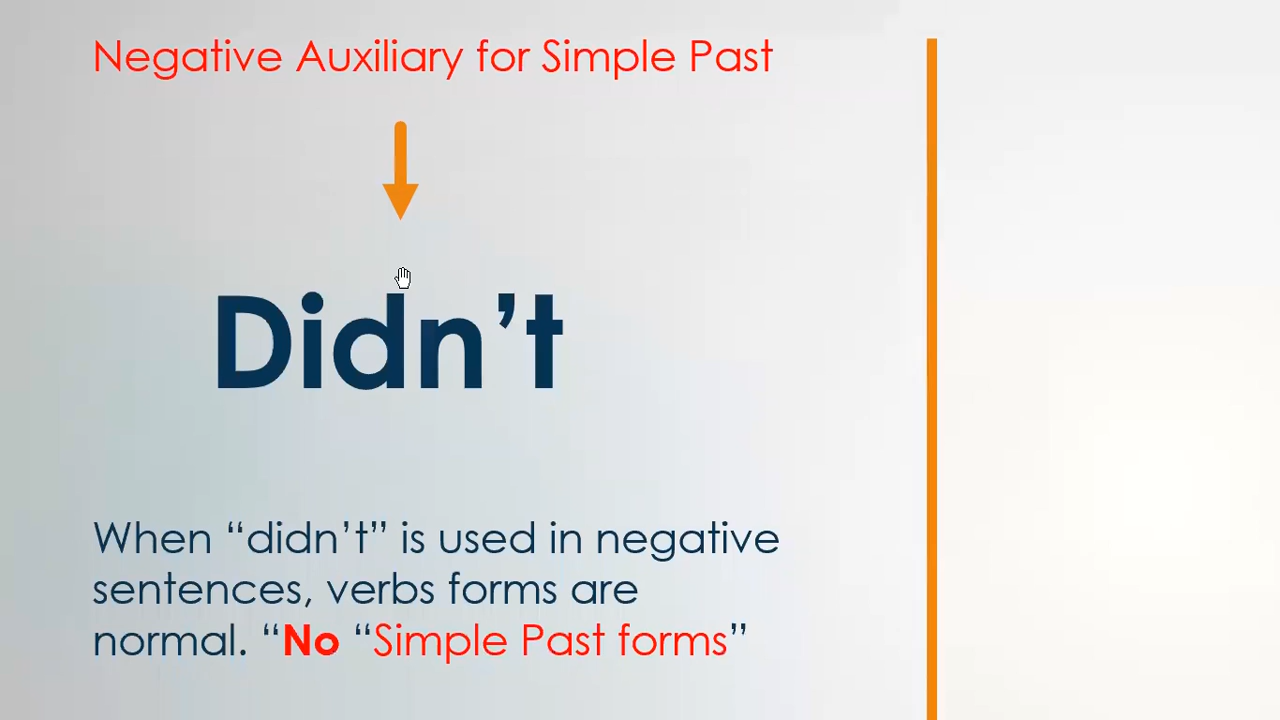 Negative Auxiliary for Simple Past
Didn’t
When “didn’t” is used in negative
sentences, verbs forms are
normal. “No “Simple Past forms”